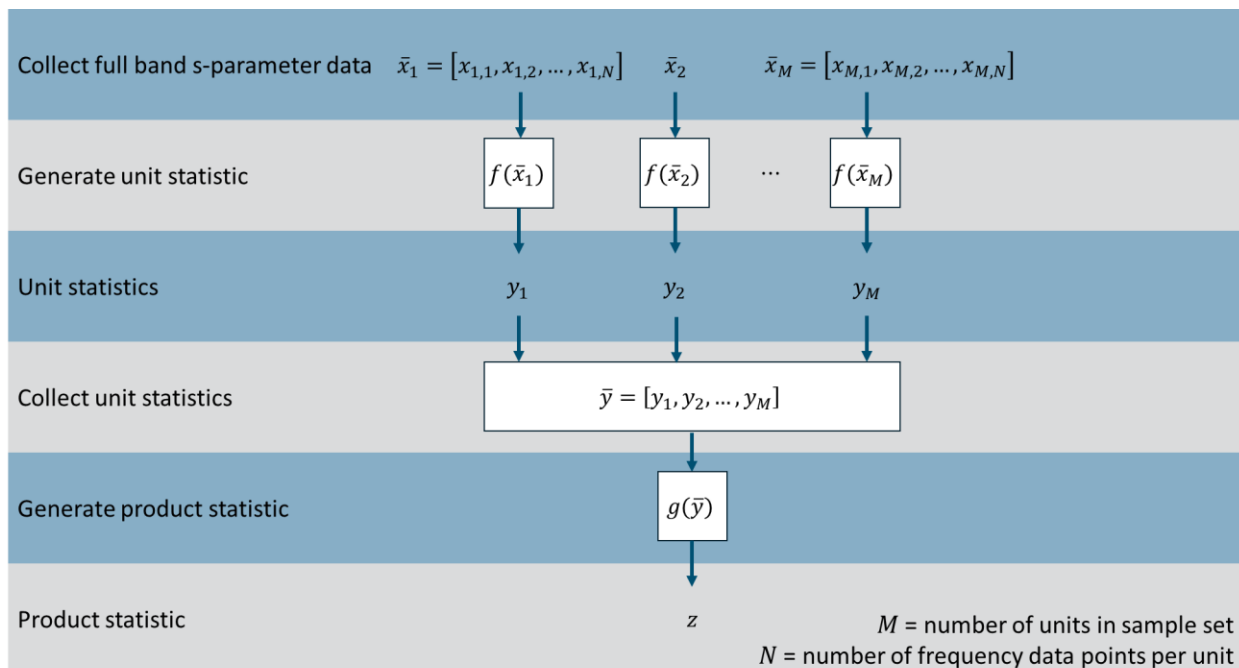 Collect full band s-parameter data x̄₁ = [x₁,₁, x₁,₂, …, x₁,N] x̄₂ x̄M = [xM,₁, xM,₂, …, xM,N]
Generate unit statistic f(x̄₁) f(x̄₂) ⋯ f(x̄M)
Unit statistics y₁ y₂ yM
Collect unit statistics ȳ = [y₁, y₂, …, yM]
Generate product statistic g(ȳ)
Product statistic z
M = number of units in sample set
N = number of frequency data points per unit